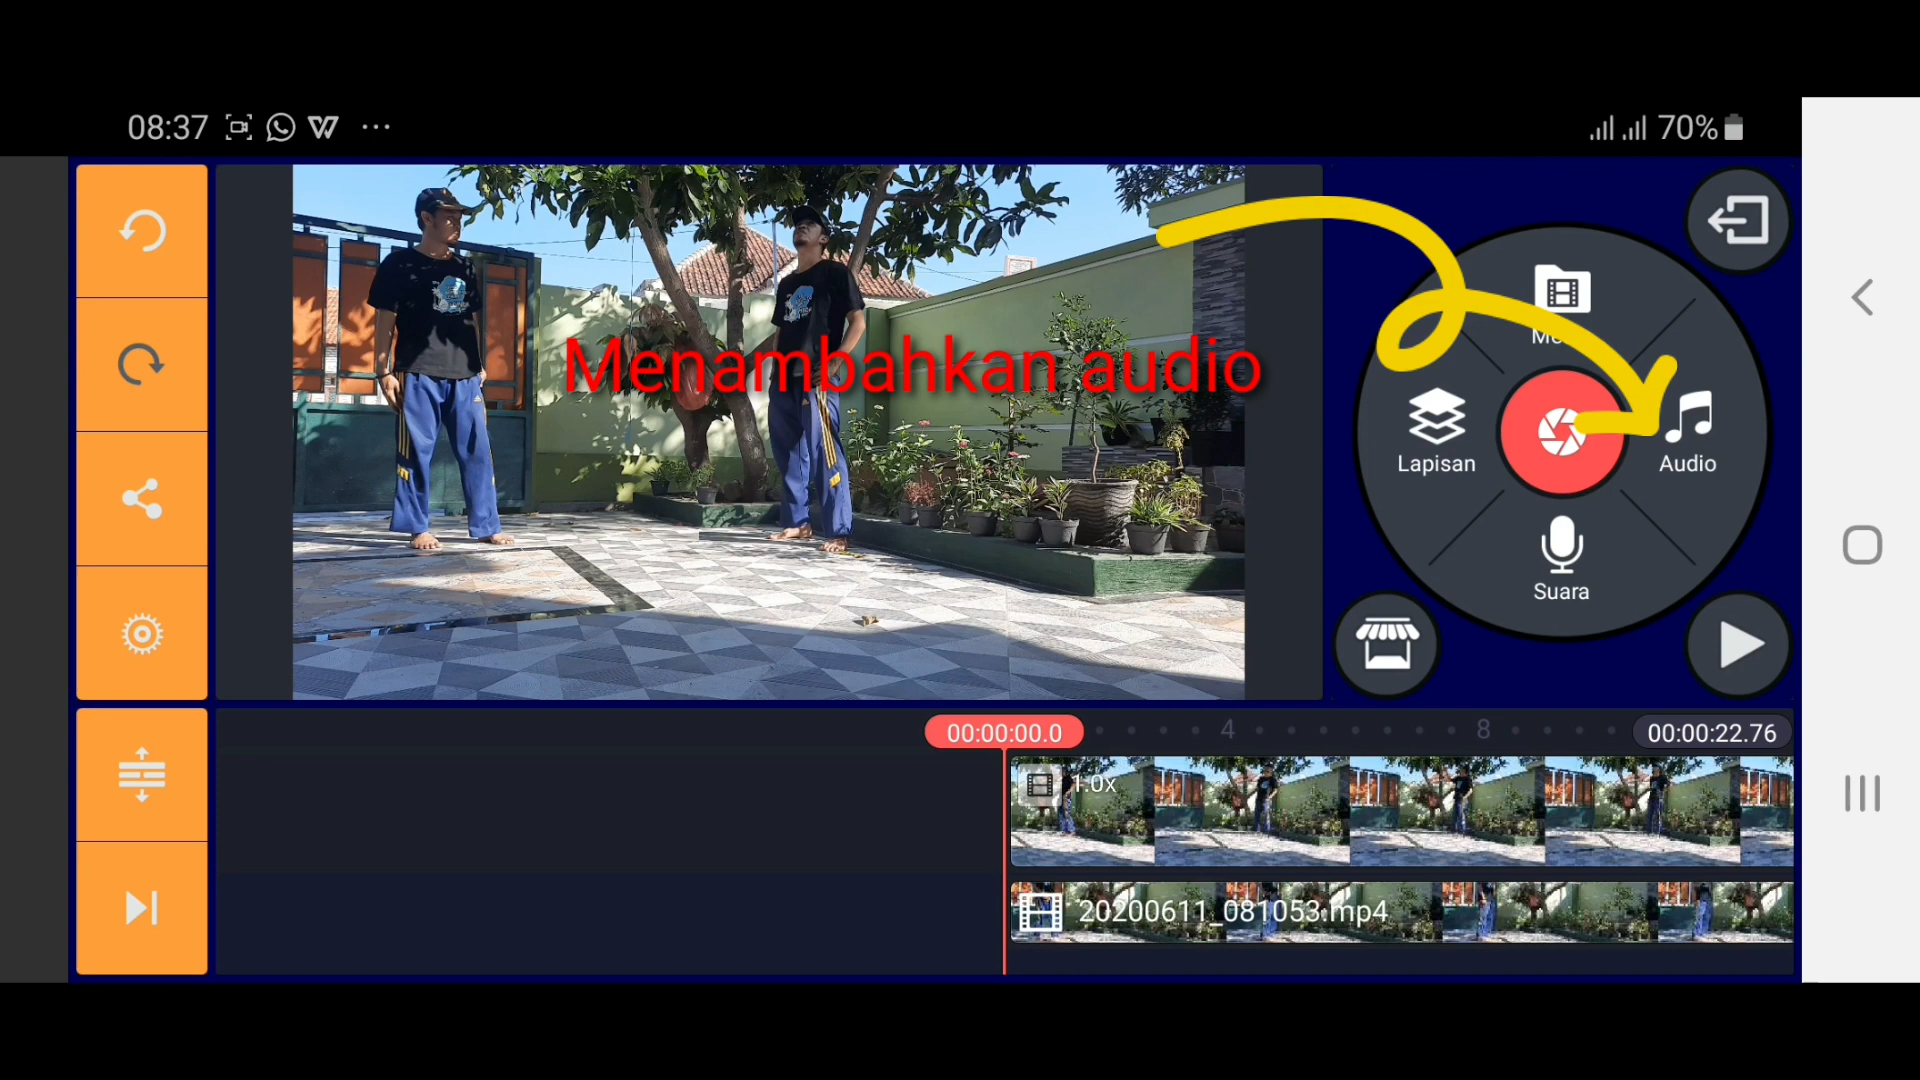 08:37
70%
Menambahkan audio
Lapisan
Audio
Suara
00:00:00.0
4
8
00:00:22.76
1.0x
20200611_081053.mp4